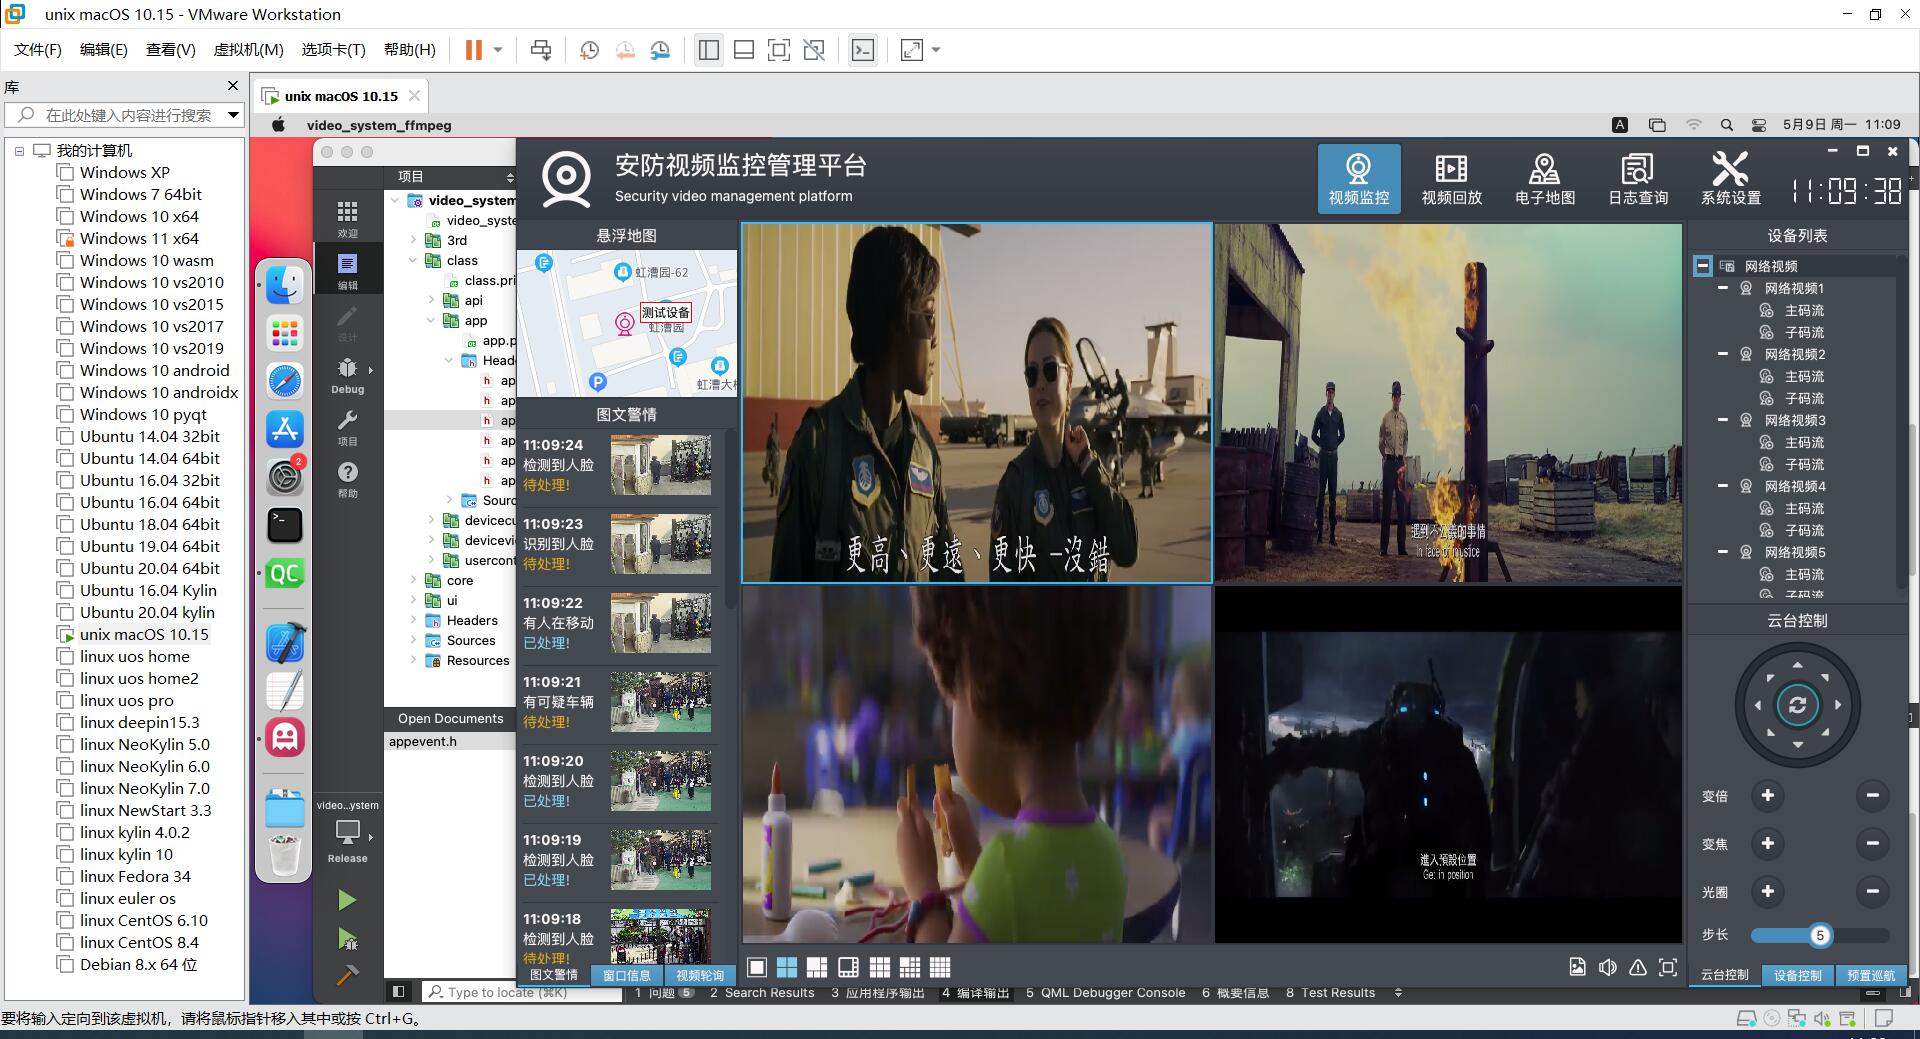 unix macOS 10.15 - VMware Workstation
文件(F) 编辑(E) 查看(V) 虚拟机(M) 选项卡(T) 帮助(H)
库
在此处键入内容进行搜索
我的计算机
Windows XP
Windows 7 64bit
Windows 10 x64
Windows 11 x64
Windows 10 wasm
Windows 10 vs2010
Windows 10 vs2015
Windows 10 vs2017
Windows 10 vs2019
Windows 10 android
Windows 10 androidx
Windows 10 pyqt
Ubuntu 14.04 32bit
Ubuntu 14.04 64bit
Ubuntu 16.04 32bit
Ubuntu 16.04 64bit
Ubuntu 18.04 64bit
Ubuntu 19.04 64bit
Ubuntu 20.04 64bit
Ubuntu 16.04 Kylin
Ubuntu 20.04 kylin
unix macOS 10.15
linux uos home
linux uos home2
linux uos pro
linux deepin15.3
linux NeoKylin 5.0
linux NeoKylin 6.0
linux NeoKylin 7.0
linux NewStart 3.3
linux kylin 4.0.2
linux kylin 10
linux Fedora 34
linux euler os
linux CentOS 6.10
linux CentOS 8.4
Debian 8.x 64 位
unix macOS 10.15
video_system_ffmpeg
A
5月9日 周一 11:09
2
QC
欢迎
编辑
设计
Debug
项目
帮助
video...ystem
Release
项目
video_system
video_syste
3rd
class
class.pri
api
app
app.p
Heade
ap
ap
ap
ap
ap
ap
Sourc
devicecu
devicevi
usercont
core
ui
Headers
Sources
Resources
Open Documents
appevent.h
安防视频监控管理平台
Security video management platform
视频监控
视频回放
电子地图
日志查询
系统设置
11:09:30
悬浮地图
虹漕园-62
测试设备
虹漕园
P
虹漕大楼
图文警情
11:09:24
检测到人脸
待处理!
11:09:23
识别到人脸
待处理!
11:09:22
有人在移动
已处理!
11:09:21
有可疑车辆
待处理!
11:09:20
检测到人脸
已处理!
11:09:19
检测到人脸
已处理!
11:09:18
检测到人脸
待处理!
图文警情 窗口信息 视频轮询
更高、更遠、更快 —沒錯
遇到不公義的事情
In face of injustice
進入預設位置
Get in position
设备列表
网络视频
网络视频1
主码流
子码流
网络视频2
主码流
子码流
网络视频3
主码流
子码流
网络视频4
主码流
子码流
网络视频5
主码流
子码流
云台控制
变倍
变焦
光圈
步长
5
云台控制 设备控制 预置巡航
Type to locate (⌘K)
1 问题 5 2 Search Results 3 应用程序输出 4 编译输出 5 QML Debugger Console 6 概要信息 8 Test Results
要将输入定向到该虚拟机，请将鼠标指针移入其中或按 Ctrl+G。